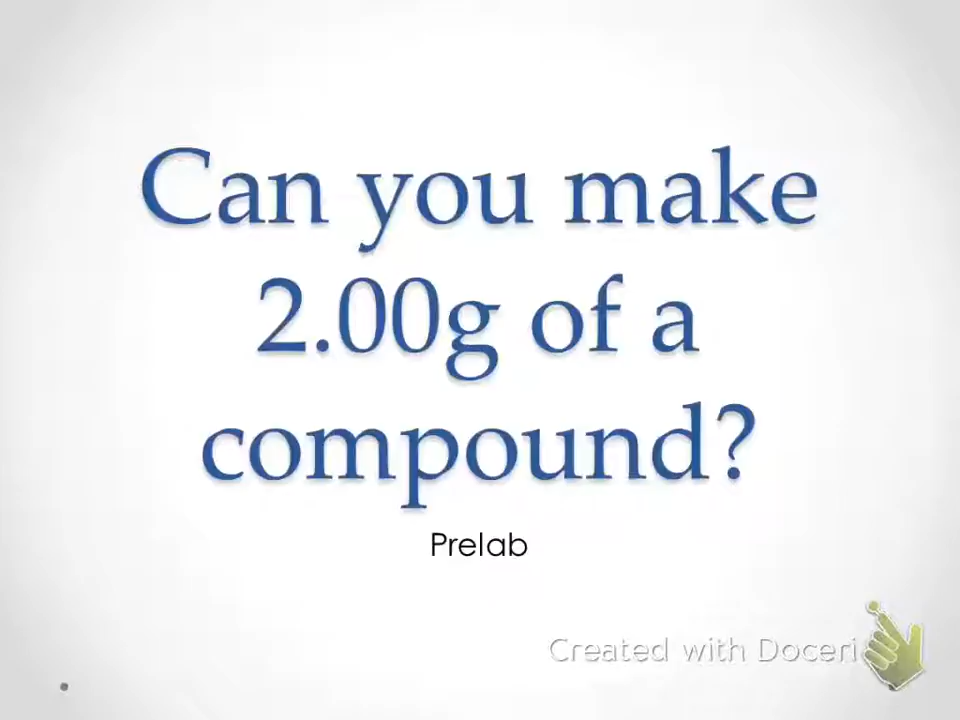 Can you make
2.00g of a
compound?
Prelab
Created with Doceri